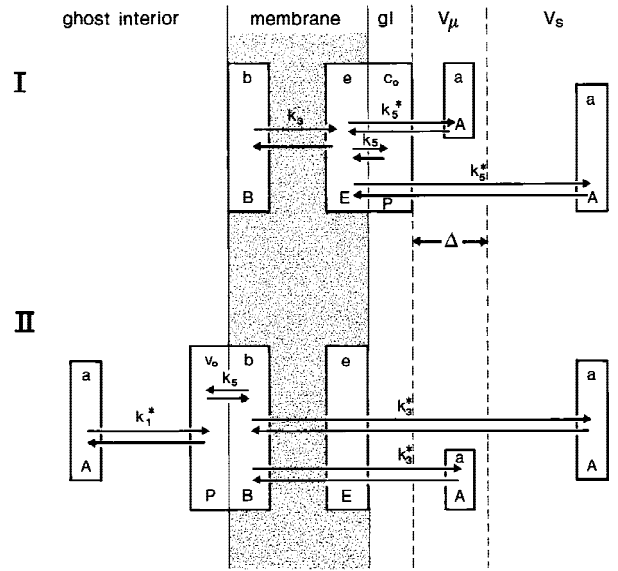 ghost interior membrane gl Vμ Vs
I
b e c₀ a a
k₃ k₅* A
k₅
k₅*
B E P A
Δ
II
a v₀ b e a
k₅
k₁* k₃*
k₃* a
A P B E A A